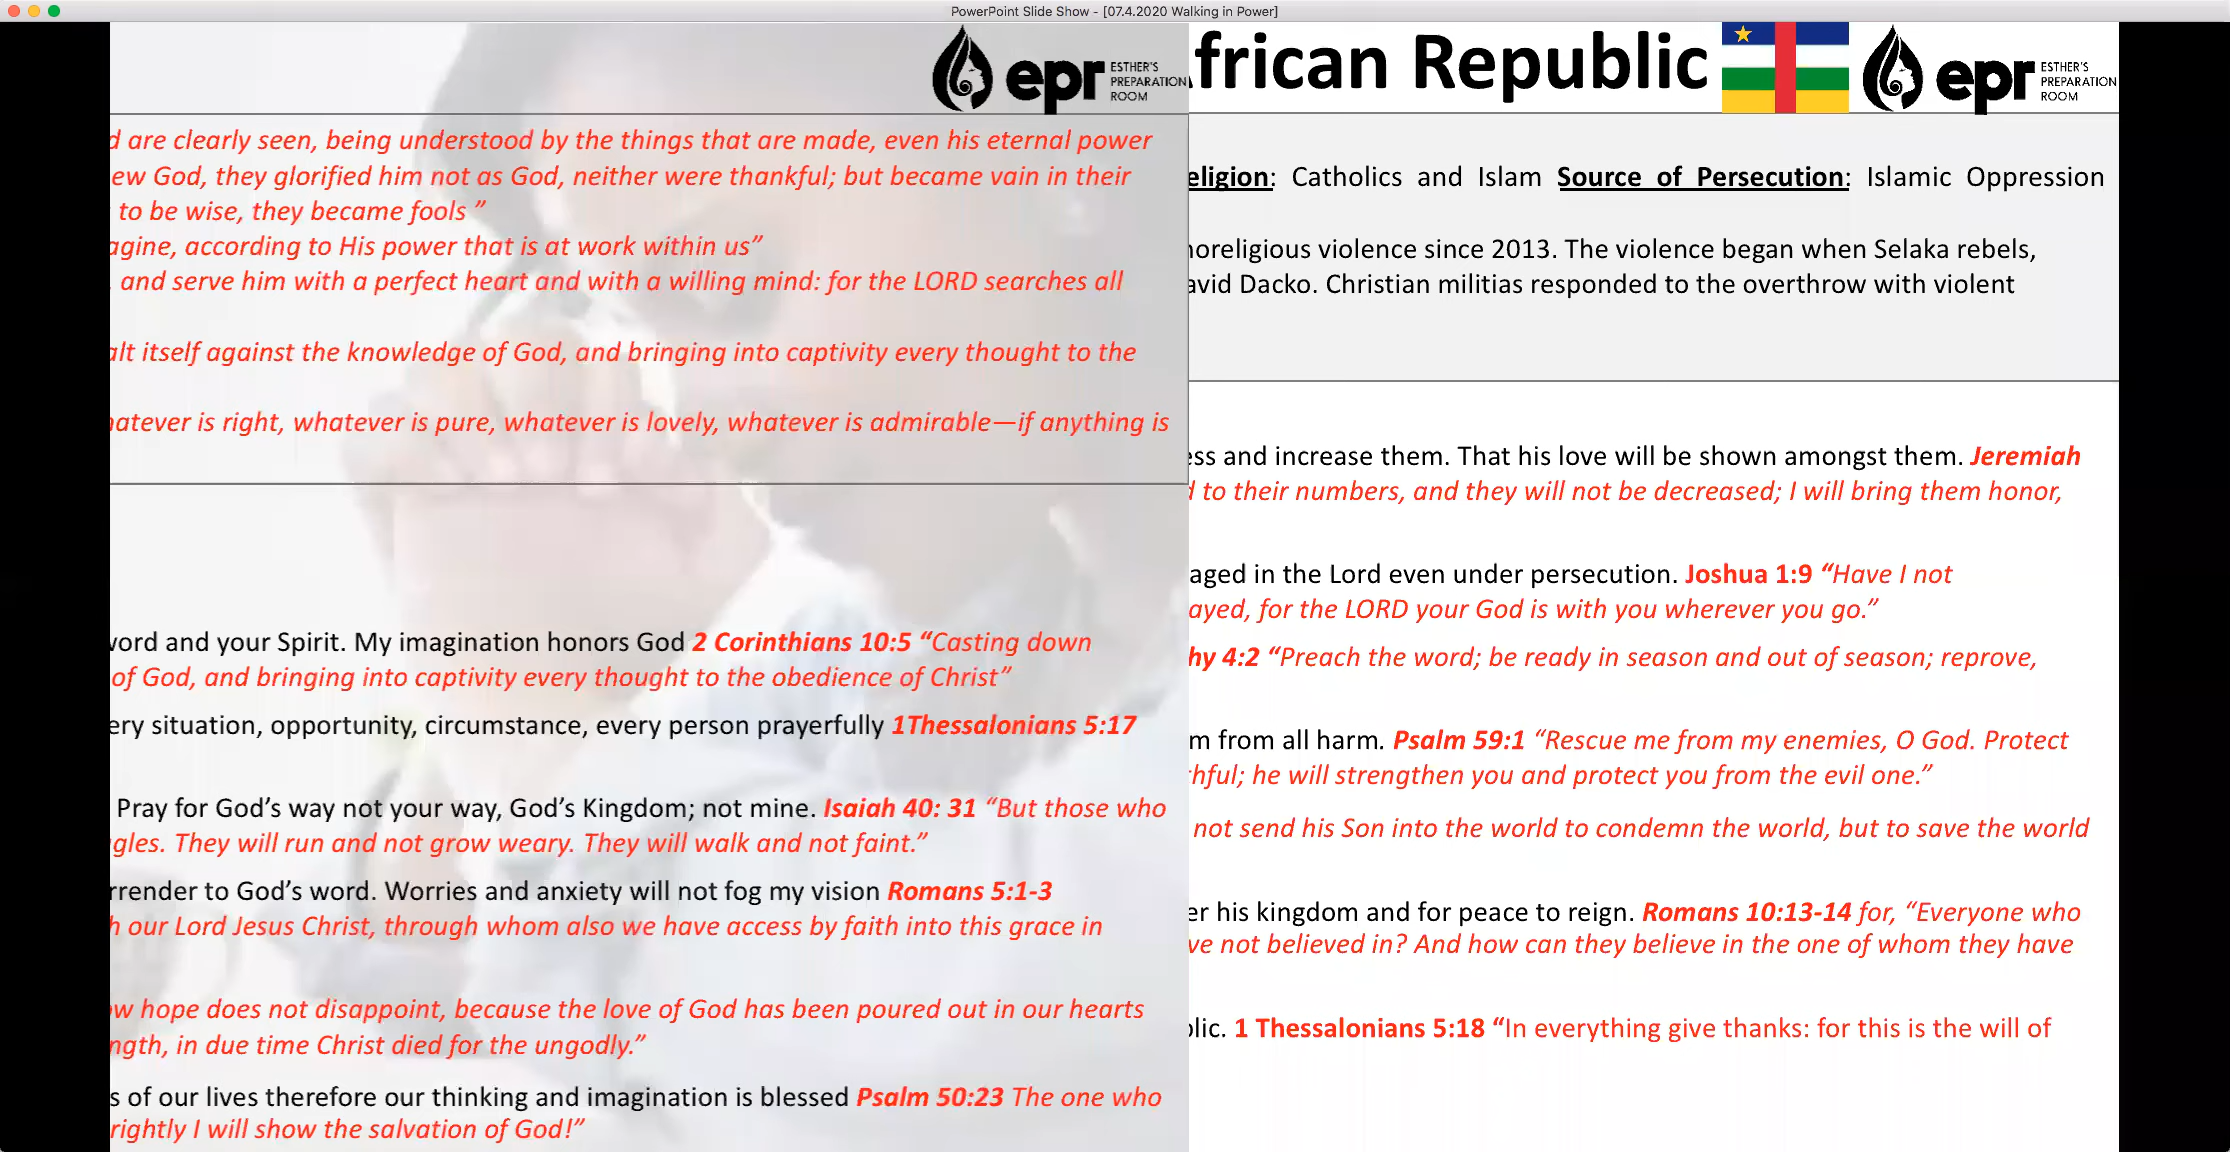 PowerPoint Slide Show - [07.4.2020 Walking in Power]
epr ESTHER'S
PREPARATION
ROOM
are clearly seen, being understood by the things that are made, even his eternal power
God, they glorified him not as God, neither were thankful; but became vain in their
to be wise, they became fools ”
according to His power that is at work within us”
and serve him with a perfect heart and with a willing mind: for the LORD searches all
itself against the knowledge of God, and bringing into captivity every thought to the
is right, whatever is pure, whatever is lovely, whatever is admirable—if anything is
word and your Spirit. My imagination honors God 2 Corinthians 10:5 “Casting down
of God, and bringing into captivity every thought to the obedience of Christ”
situation, opportunity, circumstance, every person prayerfully 1Thessalonians 5:17
Pray for God’s way not your way, God’s Kingdom; not mine. Isaiah 40: 31 “But those who
gles. They will run and not grow weary. They will walk and not faint.”
rrender to God’s word. Worries and anxiety will not fog my vision Romans 5:1-3
our Lord Jesus Christ, through whom also we have access by faith into this grace in
hope does not disappoint, because the love of God has been poured out in our hearts
ngth, in due time Christ died for the ungodly.”
s of our lives therefore our thinking and imagination is blessed Psalm 50:23 The one who
rightly I will show the salvation of God!”
frican Republic
epr ESTHER'S
PREPARATION
ROOM
eligion: Catholics and Islam Source of Persecution: Islamic Oppression
oreligious violence since 2013. The violence began when Selaka rebels,
avid Dacko. Christian militias responded to the overthrow with violent
ess and increase them. That his love will be shown amongst them. Jeremiah
to their numbers, and they will not be decreased; I will bring them honor,
aged in the Lord even under persecution. Joshua 1:9 “Have I not
ayed, for the LORD your God is with you wherever you go.”
hy 4:2 “Preach the word; be ready in season and out of season; reprove,
m from all harm. Psalm 59:1 “Rescue me from my enemies, O God. Protect
hful; he will strengthen you and protect you from the evil one.”
not send his Son into the world to condemn the world, but to save the world
er his kingdom and for peace to reign. Romans 10:13-14 for, “Everyone who
ve not believed in? And how can they believe in the one of whom they have
lic. 1 Thessalonians 5:18 “In everything give thanks: for this is the will of